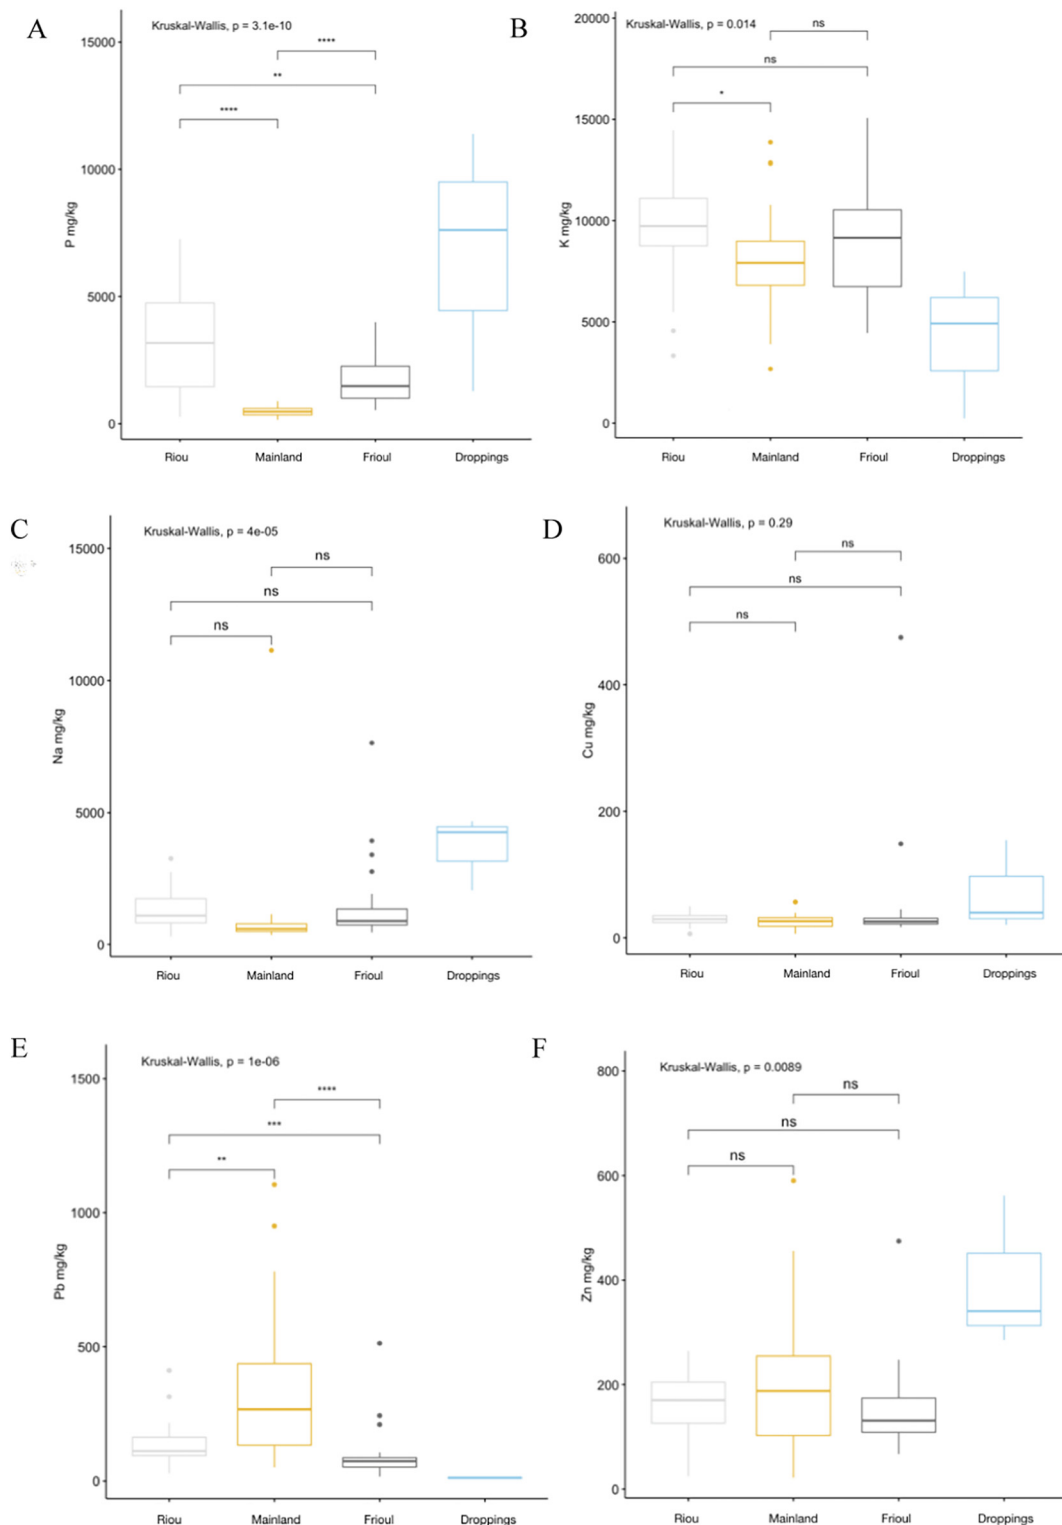 A
Kruskal-Wallis, p = 3.1e-10
15000
10000
5000
0
P mg/kg
****
**
****
Riou Mainland Frioul Droppings
B
Kruskal-Wallis, p = 0.014
20000
15000
10000
5000
0
K mg/kg
ns
ns
*
Riou Mainland Frioul Droppings
C
Kruskal-Wallis, p = 4e-05
15000
10000
5000
0
Na mg/kg
ns
ns
ns
Riou Mainland Frioul Droppings
D
Kruskal-Wallis, p = 0.29
600
400
200
0
Cu mg/kg
ns
ns
ns
Riou Mainland Frioul Droppings
E
Kruskal-Wallis, p = 1e-06
1500
1000
500
0
Pb mg/kg
****
***
**
Riou Mainland Frioul Droppings
F
Kruskal-Wallis, p = 0.0089
800
600
400
200
0
Zn mg/kg
ns
ns
ns
Riou Mainland Frioul Droppings